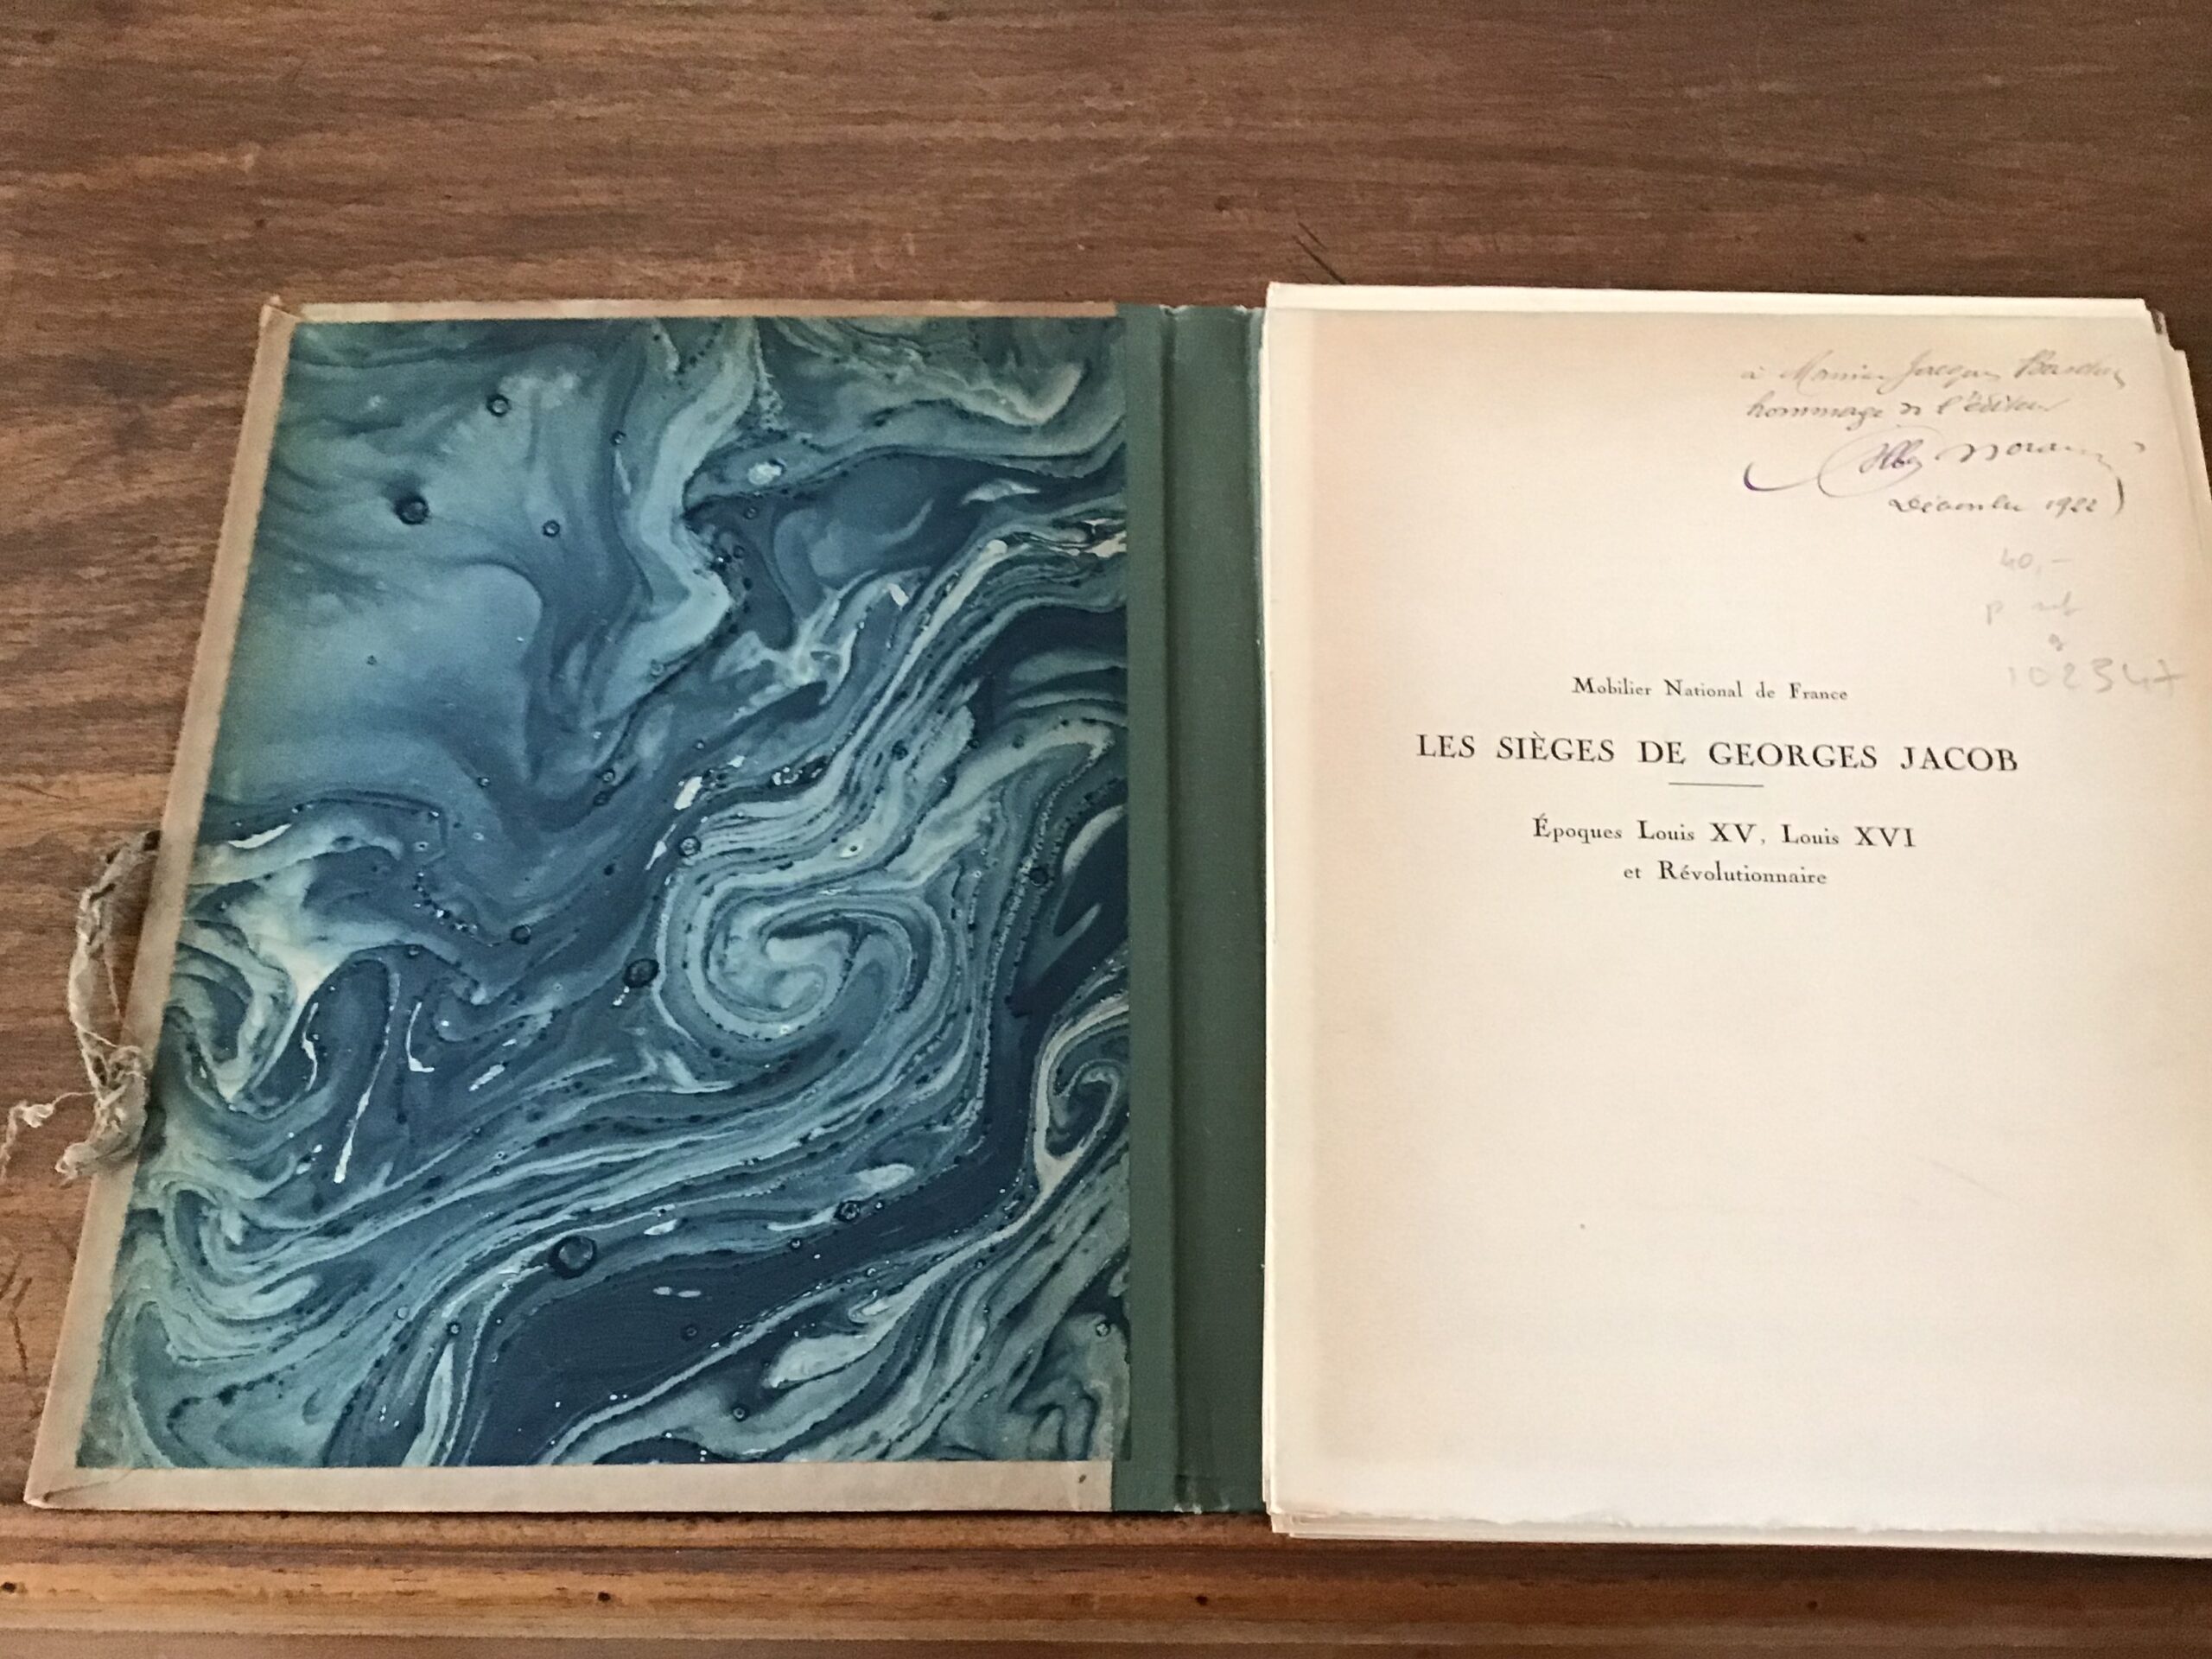 à Monsieur Jacques
hommage de l'éditeur
Décembre 1922
40,-
p
102347
Mobilier National de France
LES SIÈGES DE GEORGES JACOB
Époques Louis XV, Louis XVI
et Révolutionnaire